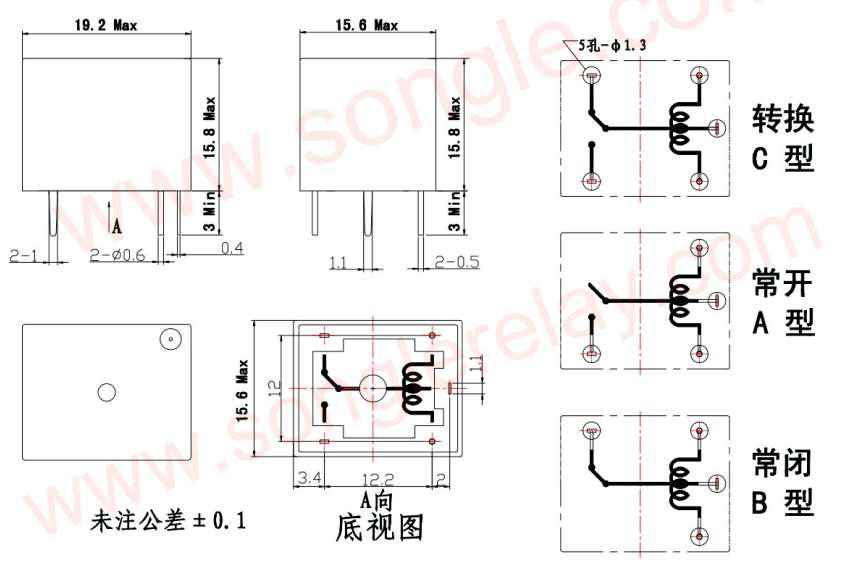 19.2 Max
15.8 Max
3 Min
A
2-1
2-Ø0.6
0.4
15.6 Max
15.8 Max
3 Min
1.1
2-0.5
5孔-φ1.3
转换
C 型
常开
A 型
常闭
B 型
15.6 Max
12
1.1
3.4
12.2
2
A向
底视图
未注公差±0.1
www.songlerelay.com
www.songlerelay.com